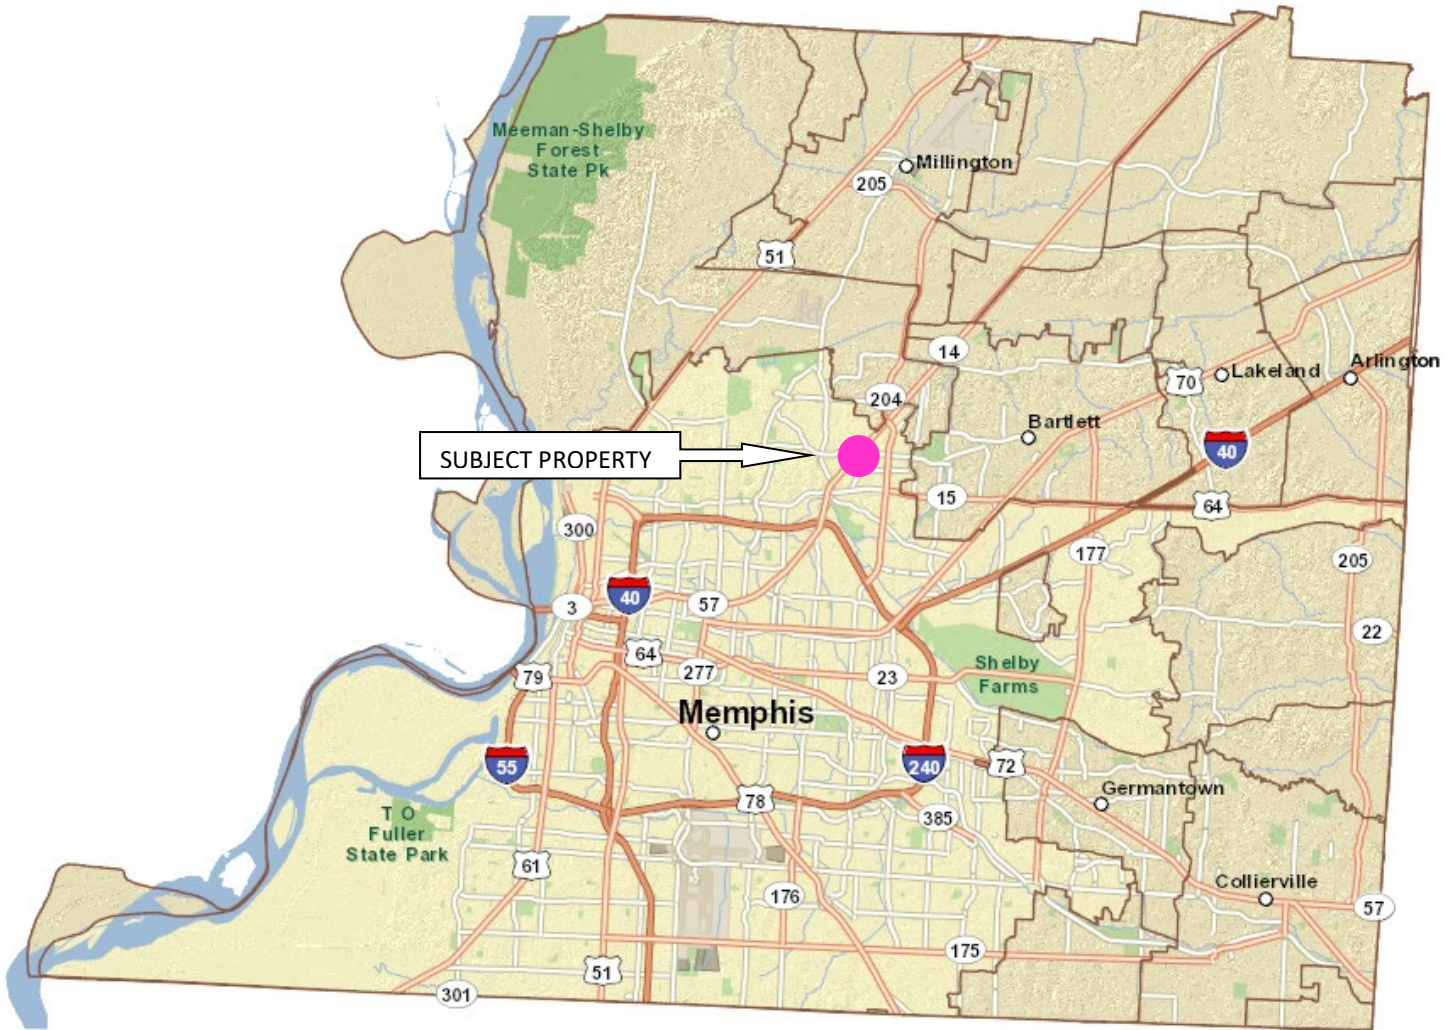 Meeman-Shelby
Forest
State Pk
Millington
205
51
14
Arlington
70
Lakeland
204
Bartlett
SUBJECT PROPERTY
40
15
64
300
177
205
40
3
57
22
64
Shelby
Farms
79
277
23
Memphis
55
240
72
78
Germantown
T O
Fuller
State Park
385
61
176
Collierville
57
175
51
301